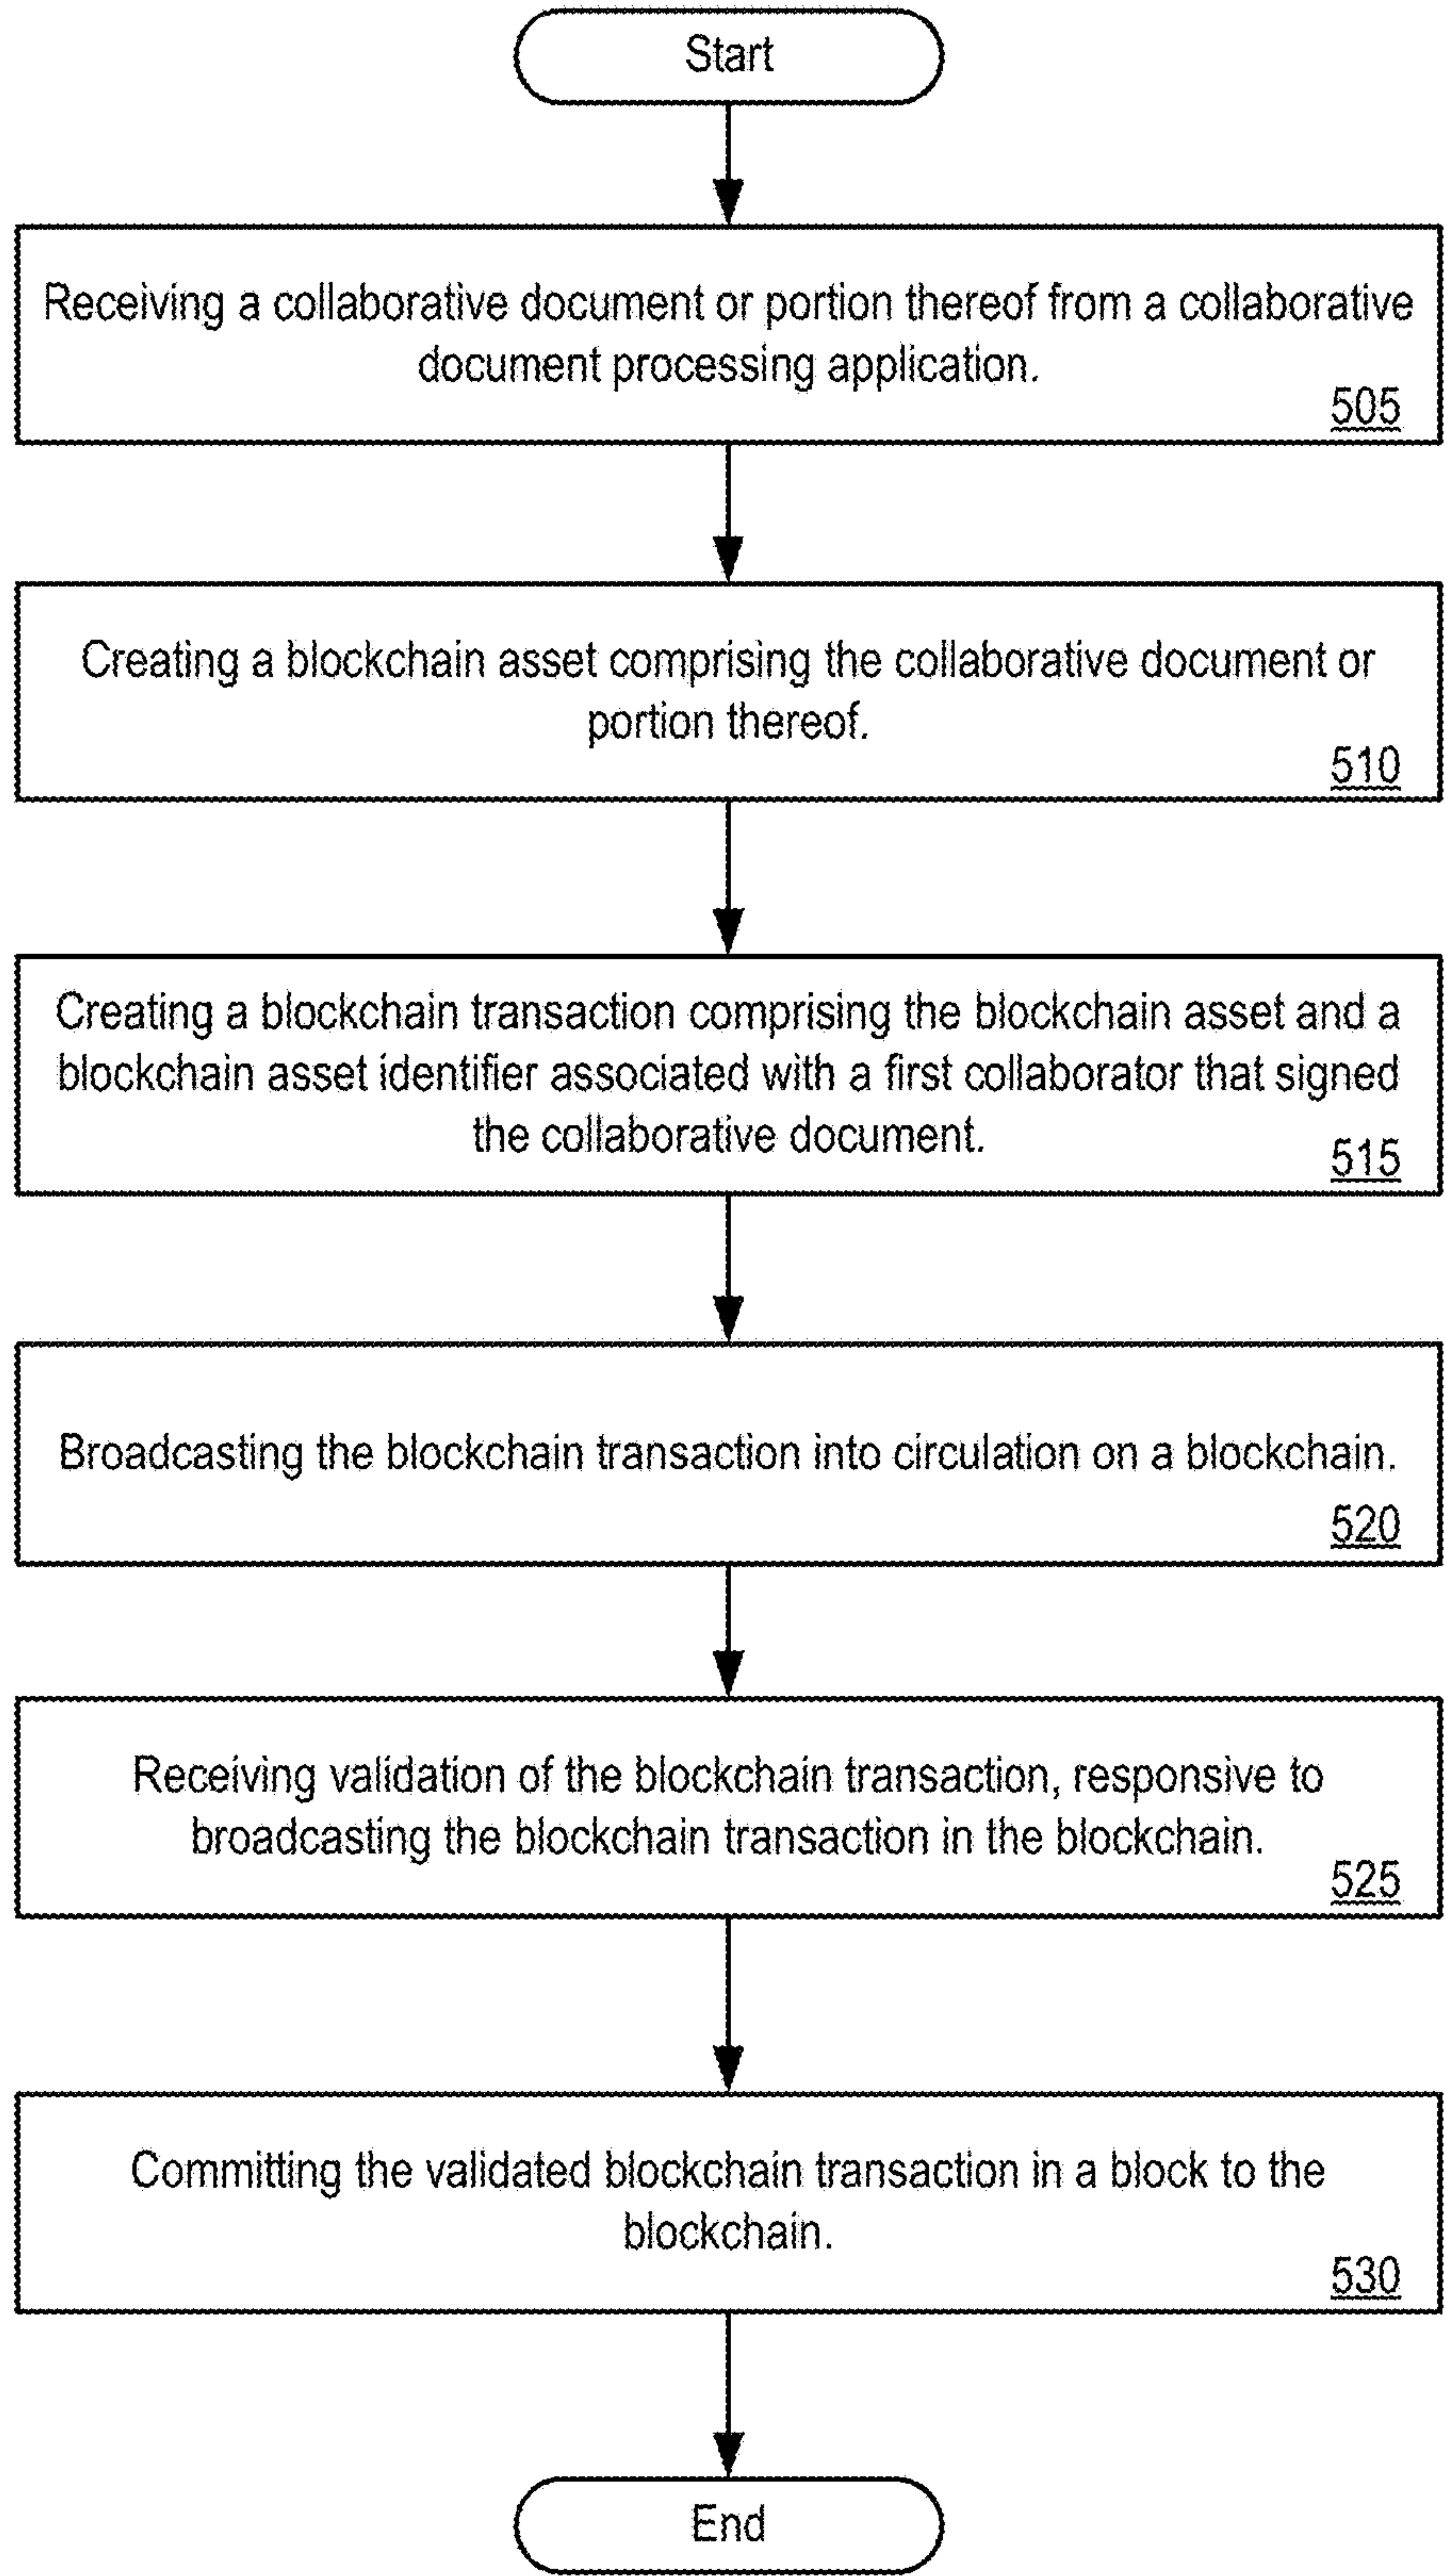 Start
Receiving a collaborative document or portion thereof from a collaborative
document processing application.
505
Creating a blockchain asset comprising the collaborative document or
portion thereof.
510
Creating a blockchain transaction comprising the blockchain asset and a
blockchain asset identifier associated with a first collaborator that signed
the collaborative document.
515
Broadcasting the blockchain transaction into circulation on a blockchain.
520
Receiving validation of the blockchain transaction, responsive to
broadcasting the blockchain transaction in the blockchain.
525
Committing the validated blockchain transaction in a block to the
blockchain.
530
End